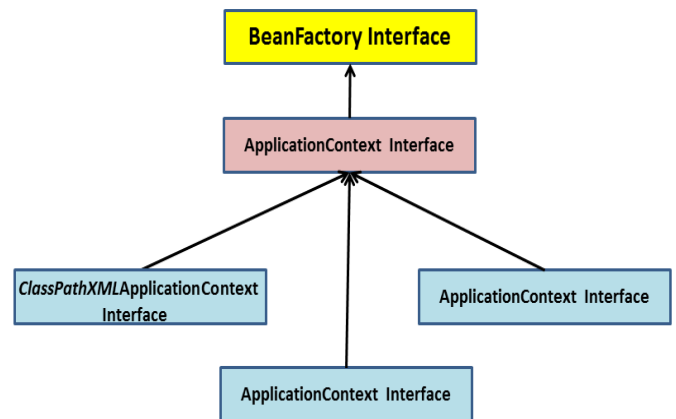 BeanFactory Interface
ApplicationContext Interface
ClassPathXMLApplicationContext
Interface
ApplicationContext Interface
ApplicationContext Interface